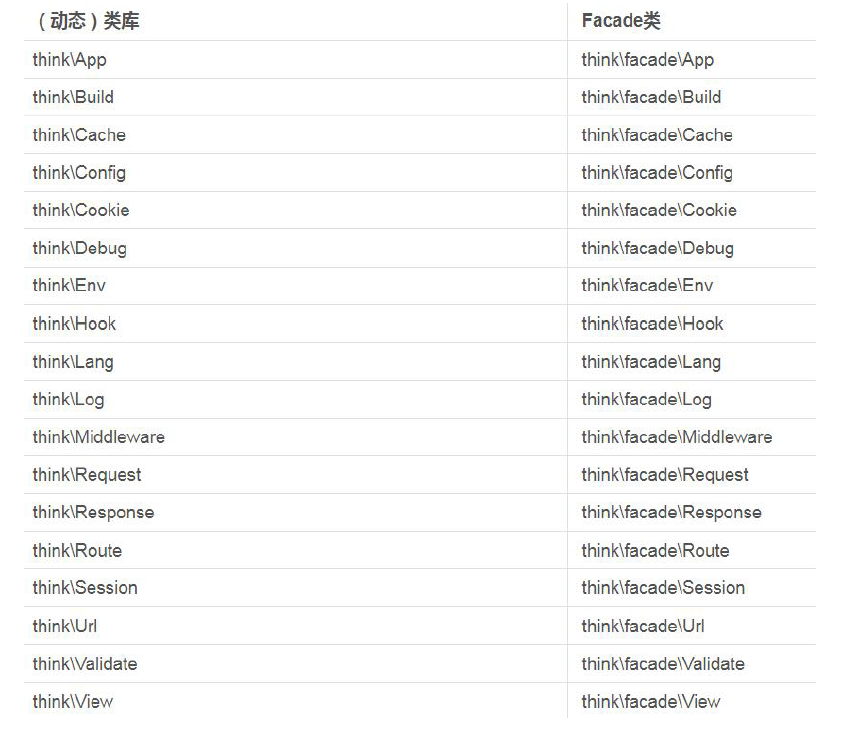 （动态）类库 Facade类
think\App think\facade\App
think\Build think\facade\Build
think\Cache think\facade\Cache
think\Config think\facade\Config
think\Cookie think\facade\Cookie
think\Debug think\facade\Debug
think\Env think\facade\Env
think\Hook think\facade\Hook
think\Lang think\facade\Lang
think\Log think\facade\Log
think\Middleware think\facade\Middleware
think\Request think\facade\Request
think\Response think\facade\Response
think\Route think\facade\Route
think\Session think\facade\Session
think\Url think\facade\Url
think\Validate think\facade\Validate
think\View think\facade\View